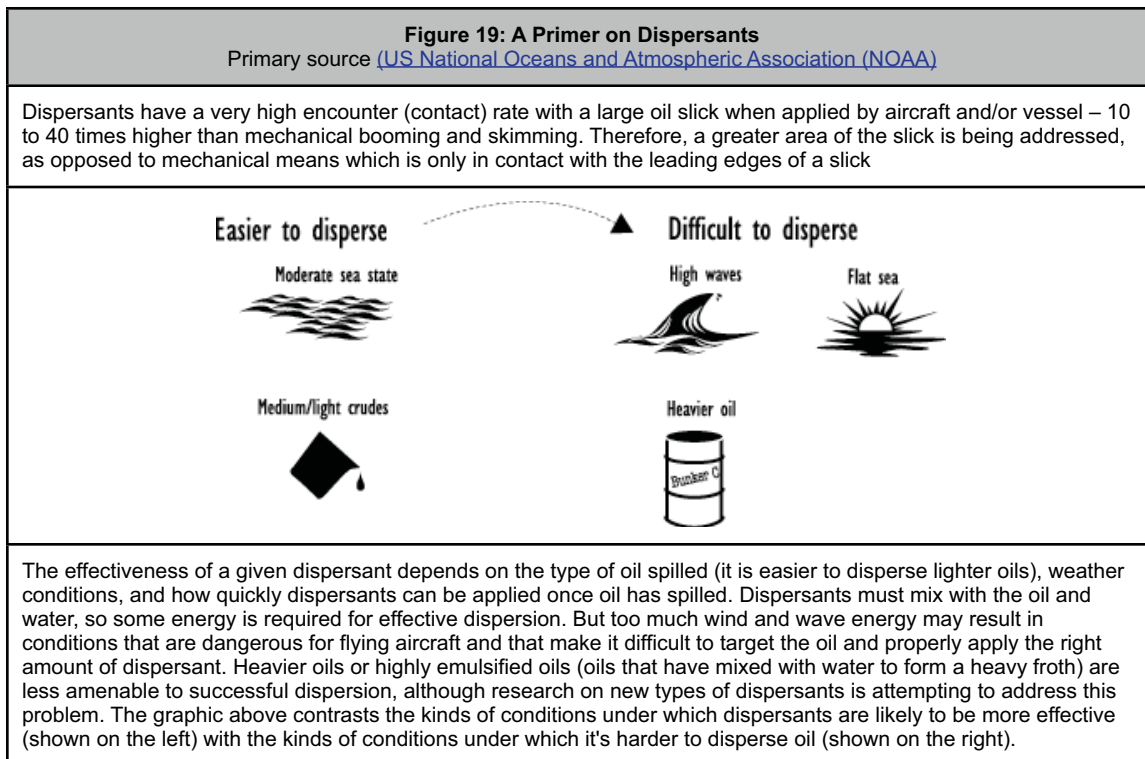 Figure 19: A Primer on Dispersants
Primary source (US National Oceans and Atmospheric Association (NOAA)
Dispersants have a very high encounter (contact) rate with a large oil slick when applied by aircraft and/or vessel – 10
to 40 times higher than mechanical booming and skimming. Therefore, a greater area of the slick is being addressed,
as opposed to mechanical means which is only in contact with the leading edges of a slick
Easier to disperse
Difficult to disperse
Moderate sea state
High waves
Flat sea
Medium/light crudes
Heavier oil
Bunker C
The effectiveness of a given dispersant depends on the type of oil spilled (it is easier to disperse lighter oils), weather
conditions, and how quickly dispersants can be applied once oil has spilled. Dispersants must mix with the oil and
water, so some energy is required for effective dispersion. But too much wind and wave energy may result in
conditions that are dangerous for flying aircraft and that make it difficult to target the oil and properly apply the right
amount of dispersant. Heavier oils or highly emulsified oils (oils that have mixed with water to form a heavy froth) are
less amenable to successful dispersion, although research on new types of dispersants is attempting to address this
problem. The graphic above contrasts the kinds of conditions under which dispersants are likely to be more effective
(shown on the left) with the kinds of conditions under which it's harder to disperse oil (shown on the right).